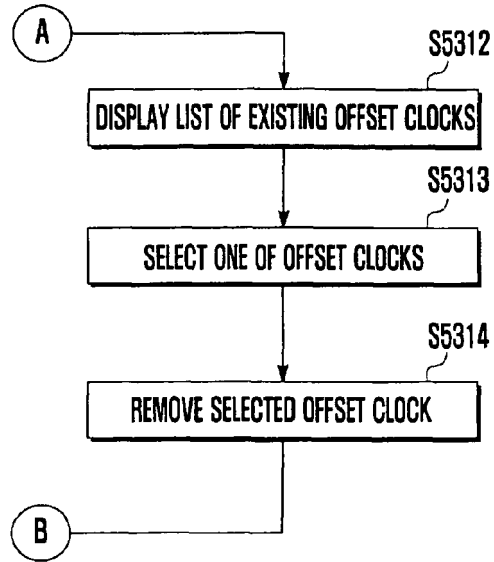 A
S5312
DISPLAY LIST OF EXISTING OFFSET CLOCKS
S5313
SELECT ONE OF OFFSET CLOCKS
S5314
REMOVE SELECTED OFFSET CLOCK
B